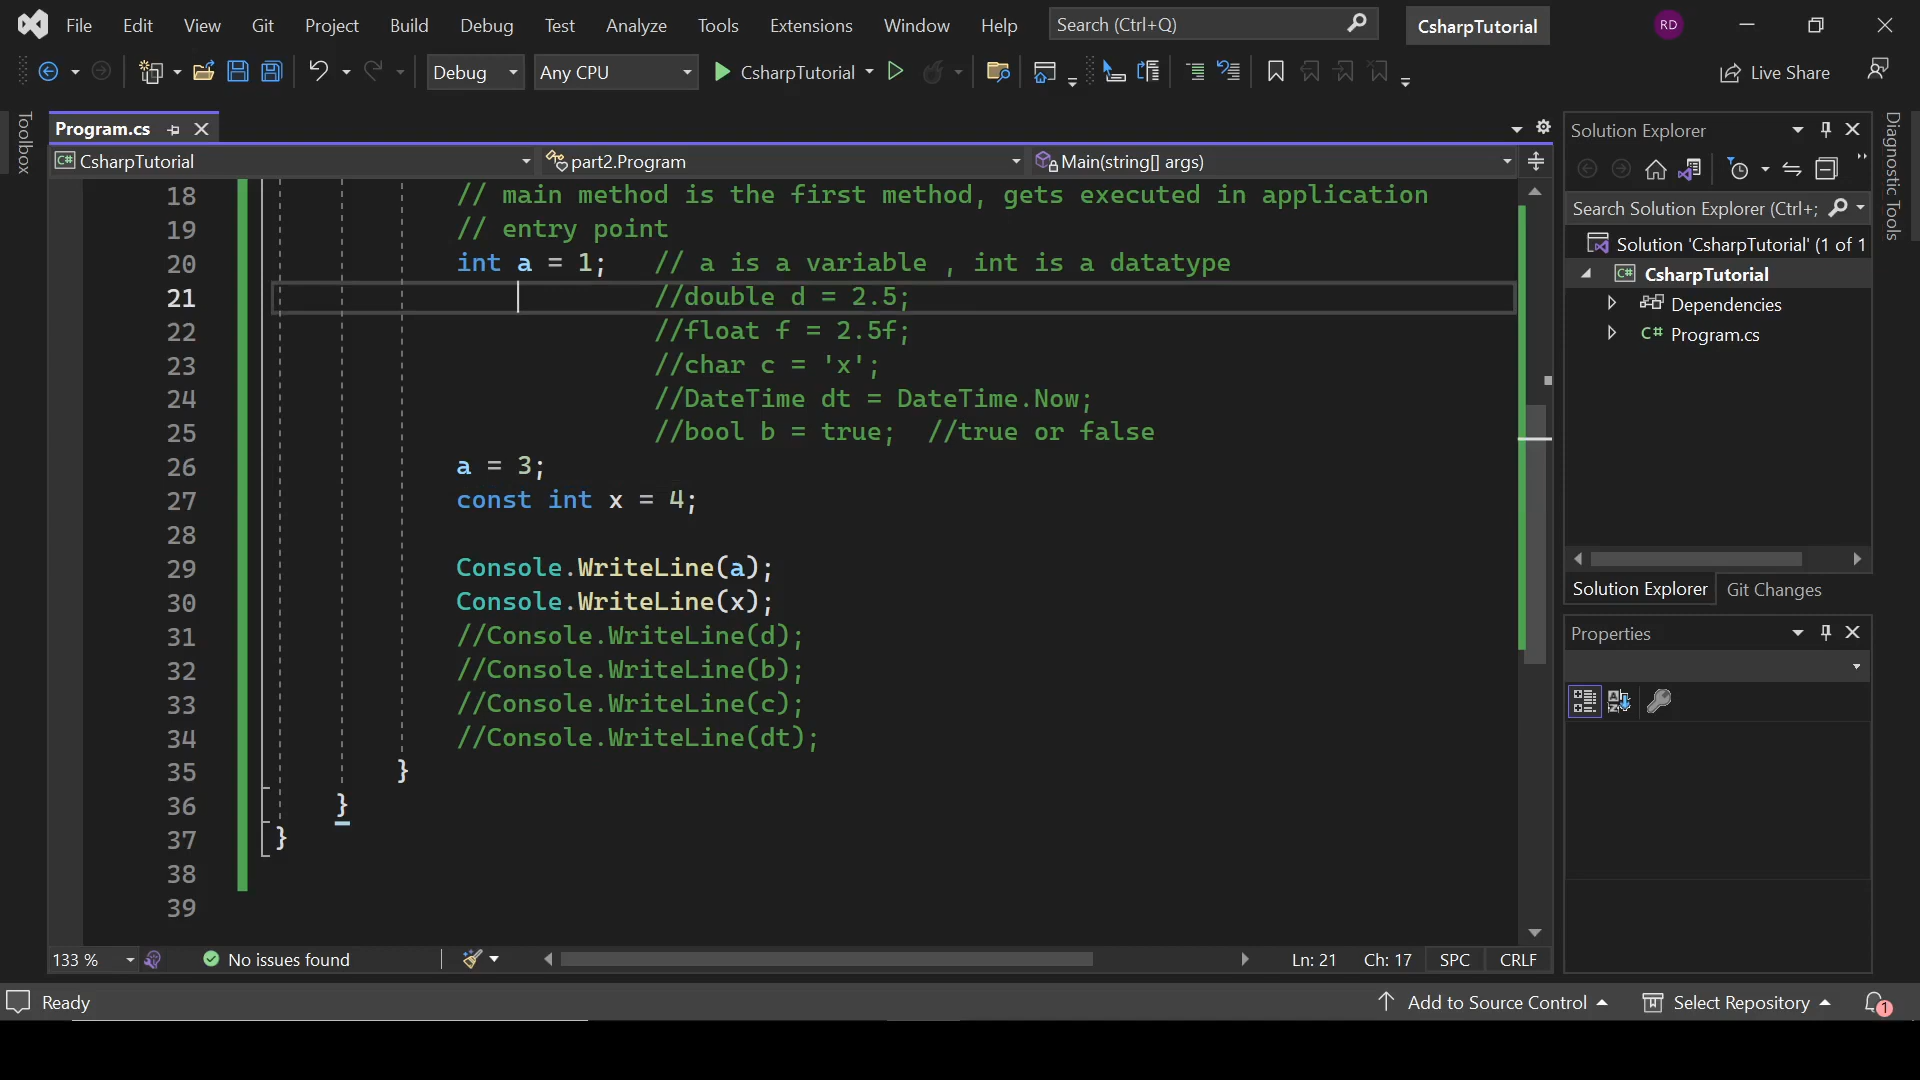 File Edit View Git Project Build Debug Test Analyze Tools Extensions Window Help Search (Ctrl+Q) CsharpTutorial RD
Debug Any CPU CsharpTutorial Live Share
Toolbox
Program.cs
CsharpTutorial part2.Program Main(string[] args)
18 // main method is the first method, gets executed in application
19 // entry point
20 int a = 1; // a is a variable , int is a datatype
21 //double d = 2.5;
22 //float f = 2.5f;
23 //char c = 'x';
24 //DateTime dt = DateTime.Now;
25 //bool b = true; //true or false
26 a = 3;
27 const int x = 4;
28
29 Console.WriteLine(a);
30 Console.WriteLine(x);
31 //Console.WriteLine(d);
32 //Console.WriteLine(b);
33 //Console.WriteLine(c);
34 //Console.WriteLine(dt);
35 }
36 }
37 }
38
39
133 % No issues found Ln: 21 Ch: 17 SPC CRLF
Solution Explorer
Search Solution Explorer (Ctrl+;
Solution 'CsharpTutorial' (1 of 1
C# CsharpTutorial
Dependencies
C# Program.cs
Solution Explorer Git Changes
Properties
Diagnostic Tools
Ready Add to Source Control Select Repository 1